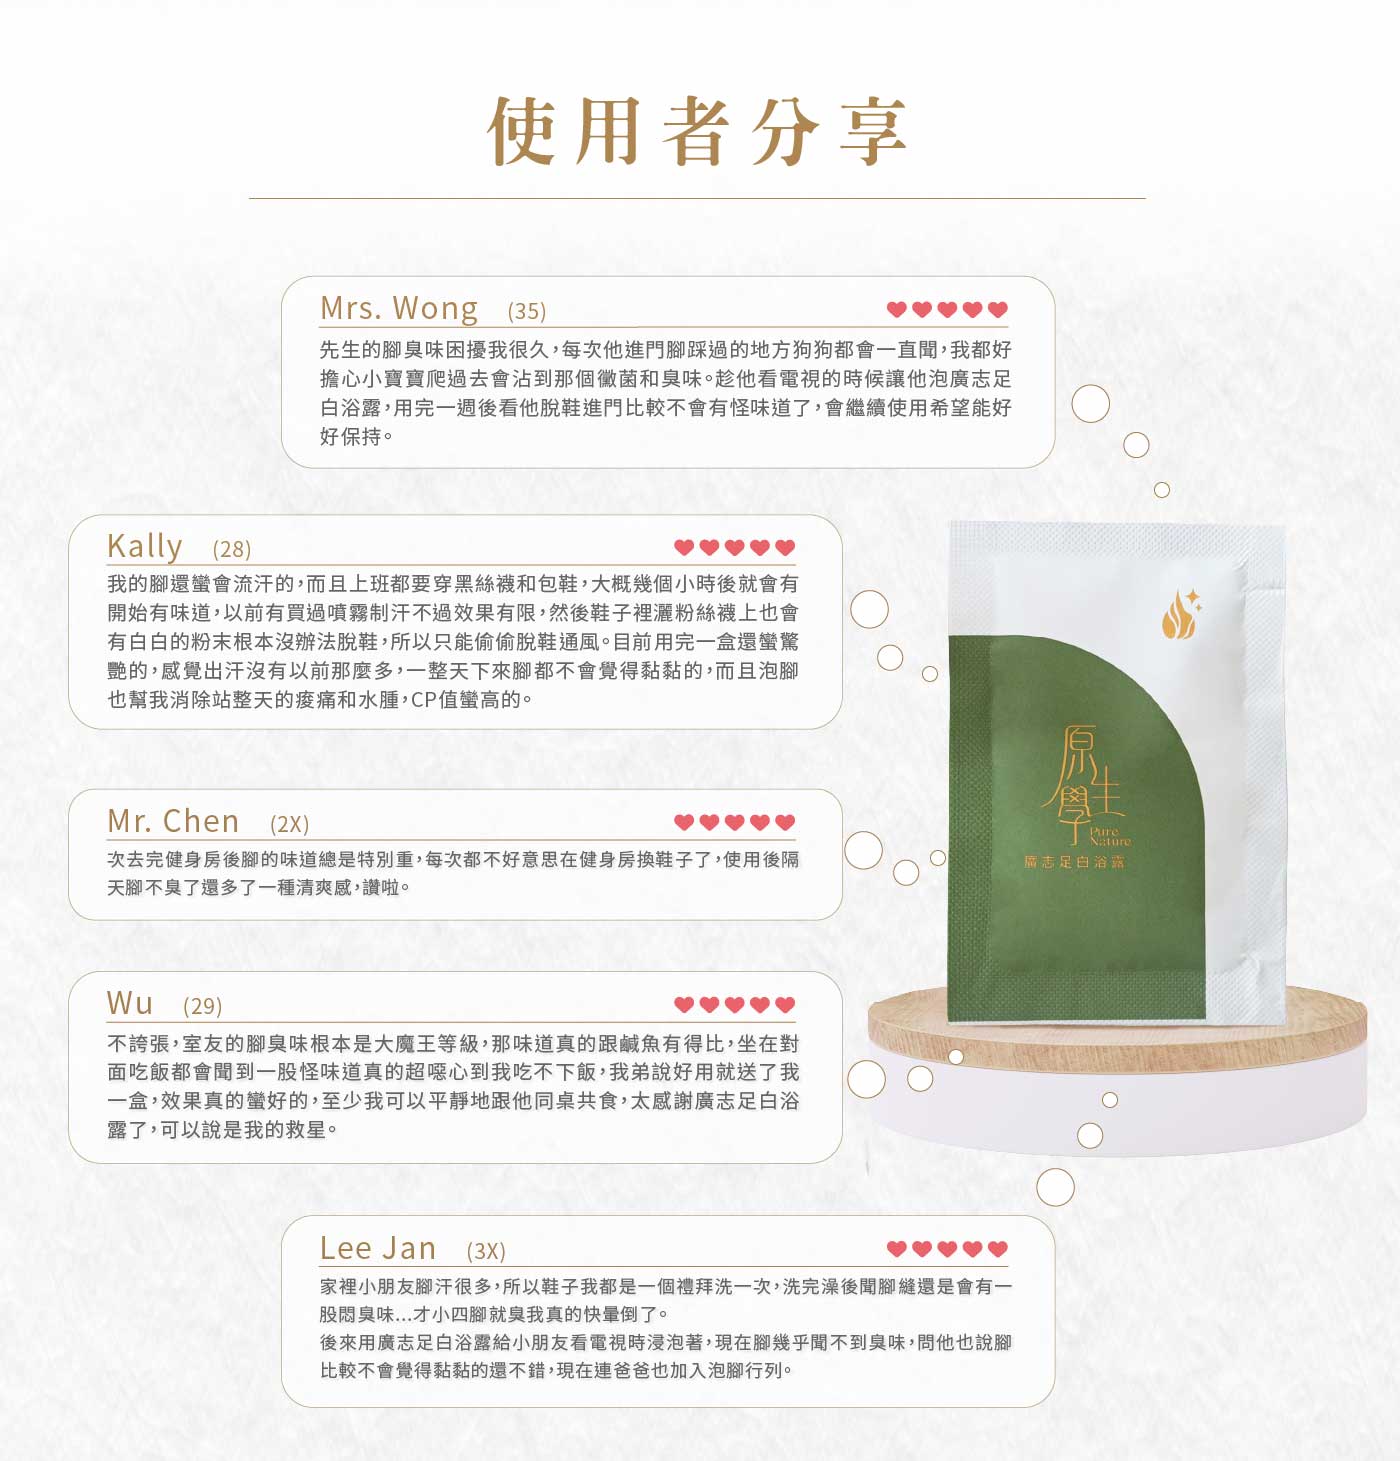 使用者分享
Mrs. Wong (35)
先生的腳臭味困擾我很久，每次他進門腳踩過的地方狗狗都會一直聞，我都好
擔心小寶寶爬過去會沾到那個黴菌和臭味。趁他看電視的時候讓他泡廣志足
白浴露，用完一週後看他脫鞋進門比較不會有怪味道了，會繼續使用希望能好
好保持。
Kally (28)
我的腳還蠻會流汗的，而且上班都要穿黑絲襪和包鞋，大概幾個小時後就會有
開始有味道，以前有買過噴霧制汗不過效果有限，然後鞋子裡灑粉絲襪上也會
有白白的粉末根本沒辦法脫鞋，所以只能偷偷脫鞋通風。目前用完一盒還蠻驚
艷的，感覺出汗沒有以前那麼多，一整天下來腳都不會覺得黏黏的，而且泡腳
也幫我消除站整天的痠痛和水腫，CP值蠻高的。
Mr. Chen (2X)
次去完健身房後腳的味道總是特別重，每次都不好意思在健身房換鞋子了，使用後隔
天腳不臭了還多了一種清爽感，讚啦。
Wu (29)
不誇張，室友的腳臭味根本是大魔王等級，那味道真的跟鹹魚有得比，坐在對
面吃飯都會聞到一股怪味道真的超噁心到我吃不下飯，我弟說好用就送了我
一盒，效果真的蠻好的，至少我可以平靜地跟他同桌共食，太感謝廣志足白浴
露了，可以說是我的救星。
Lee Jan (3X)
家裡小朋友腳汗很多，所以鞋子我都是一個禮拜洗一次，洗完澡後聞腳縫還是會有一
股悶臭味...才小四腳就臭我真的快暈倒了。
後來用廣志足白浴露給小朋友看電視時浸泡著，現在腳幾乎聞不到臭味，問他也說腳
比較不會覺得黏黏的還不錯，現在連爸爸也加入泡腳行列。
原生學
Pure
Nature
廣志足白浴露